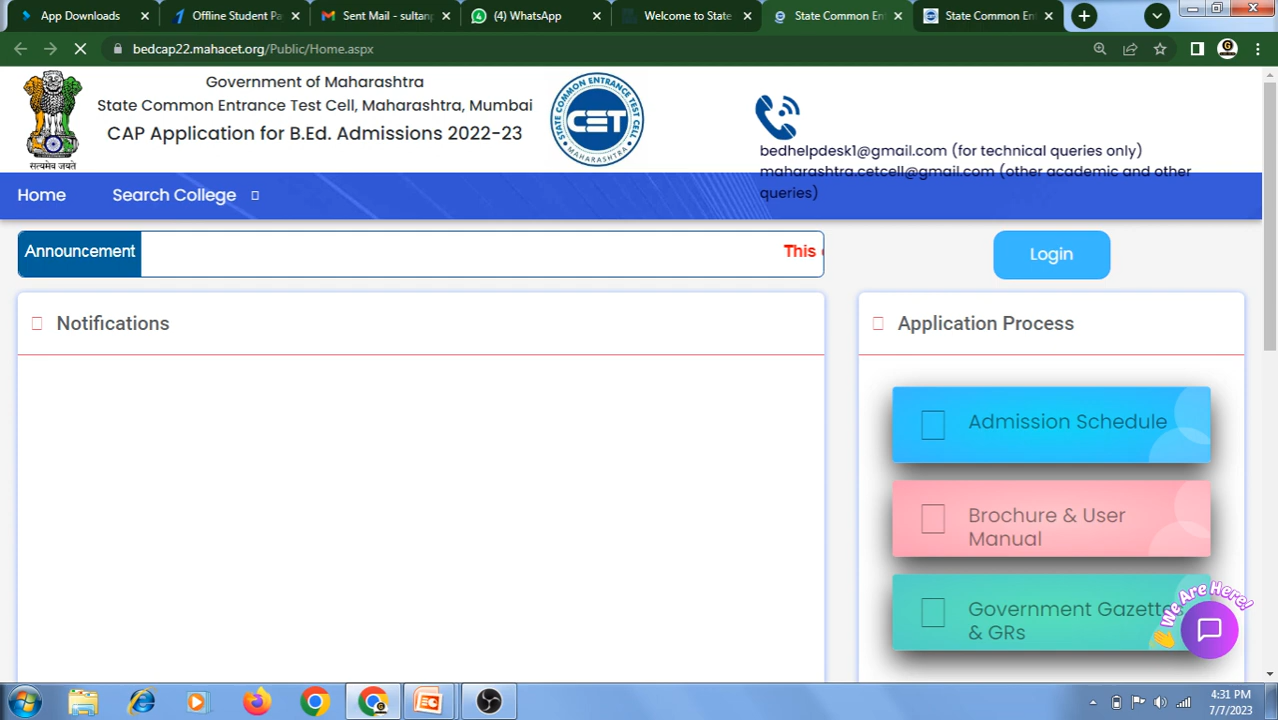 App Downloads
Offline Student Pa
Sent Mail - sultanp
(4) WhatsApp
Welcome to State
State Common En
State Common En
bedcap22.mahacet.org/Public/Home.aspx
Government of Maharashtra
State Common Entrance Test Cell, Maharashtra, Mumbai
CAP Application for B.Ed. Admissions 2022-23
सत्यमेव जयते
STATE COMMON ENTRANCE TEST CELL
CET
MAHARASHTRA
bedhelpdesk1@gmail.com (for technical queries only)
maharashtra.cetcell@gmail.com (other academic and other
queries)
Home
Search College
Announcement
This
Login
Notifications
Application Process
Admission Schedule
Brochure & User
Manual
Government Gazettes
& GRs
We Are Here!
4:31 PM
7/7/2023